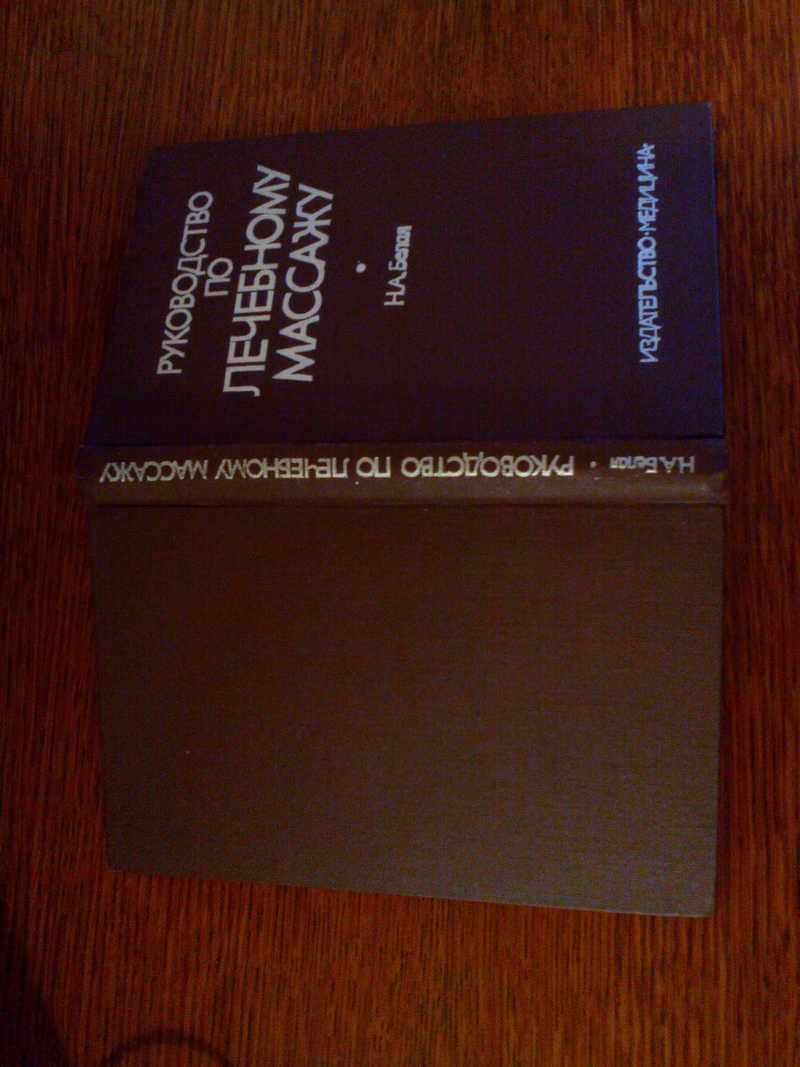 РУКОВОДСТВО
ПО
ЛЕЧЕБНОМУ
МАССАЖУ
•
Н.А.Белая
ИЗДАТЕЛЬСТВО·МЕДИЦИНА·
Н.А.Белая • РУКОВОДСТВО ПО ЛЕЧЕБНОМУ МАССАЖУ